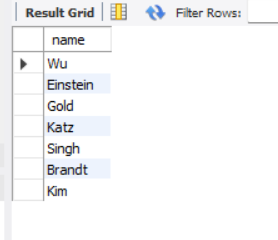 Result Grid Filter Rows:
name
Wu
Einstein
Gold
Katz
Singh
Brandt
Kim